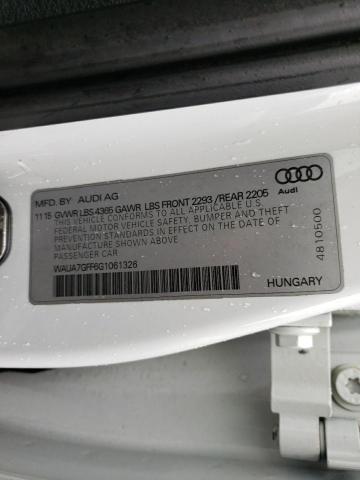 MFD. BY AUDI AG
Audi
11 15 GVWR LBS 4365 GAWR LBS FRONT 2293 /REAR 2205
THIS VEHICLE CONFORMS TO ALL APPLICABLE U.S.
FEDERAL MOTOR VEHICLE SAFETY, BUMPER AND THEFT
PREVENTION STANDARDS IN EFFECT ON THE DATE OF
MANUFACTURE SHOWN ABOVE
PASSENGER CAR
WAUA7GFF6G1061326
HUNGARY
4810500